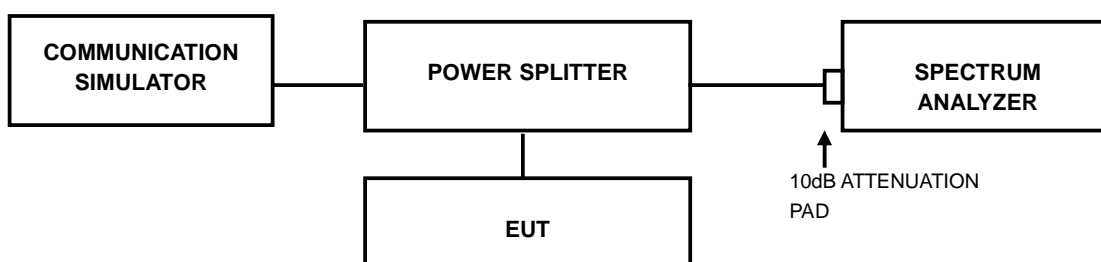 COMMUNICATION
SIMULATOR
POWER SPLITTER
SPECTRUM
ANALYZER
10dB ATTENUATION
PAD
EUT